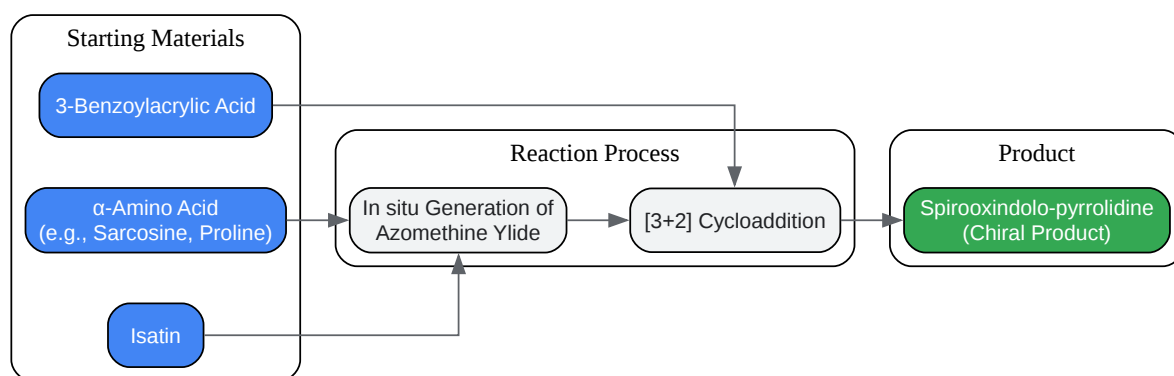 Starting Materials
3-Benzoylacrylic Acid
α-Amino Acid
(e.g., Sarcosine, Proline)
Isatin
Reaction Process
In situ Generation of
Azomethine Ylide
[3+2] Cycloaddition
Product
Spirooxindolo-pyrrolidine
(Chiral Product)